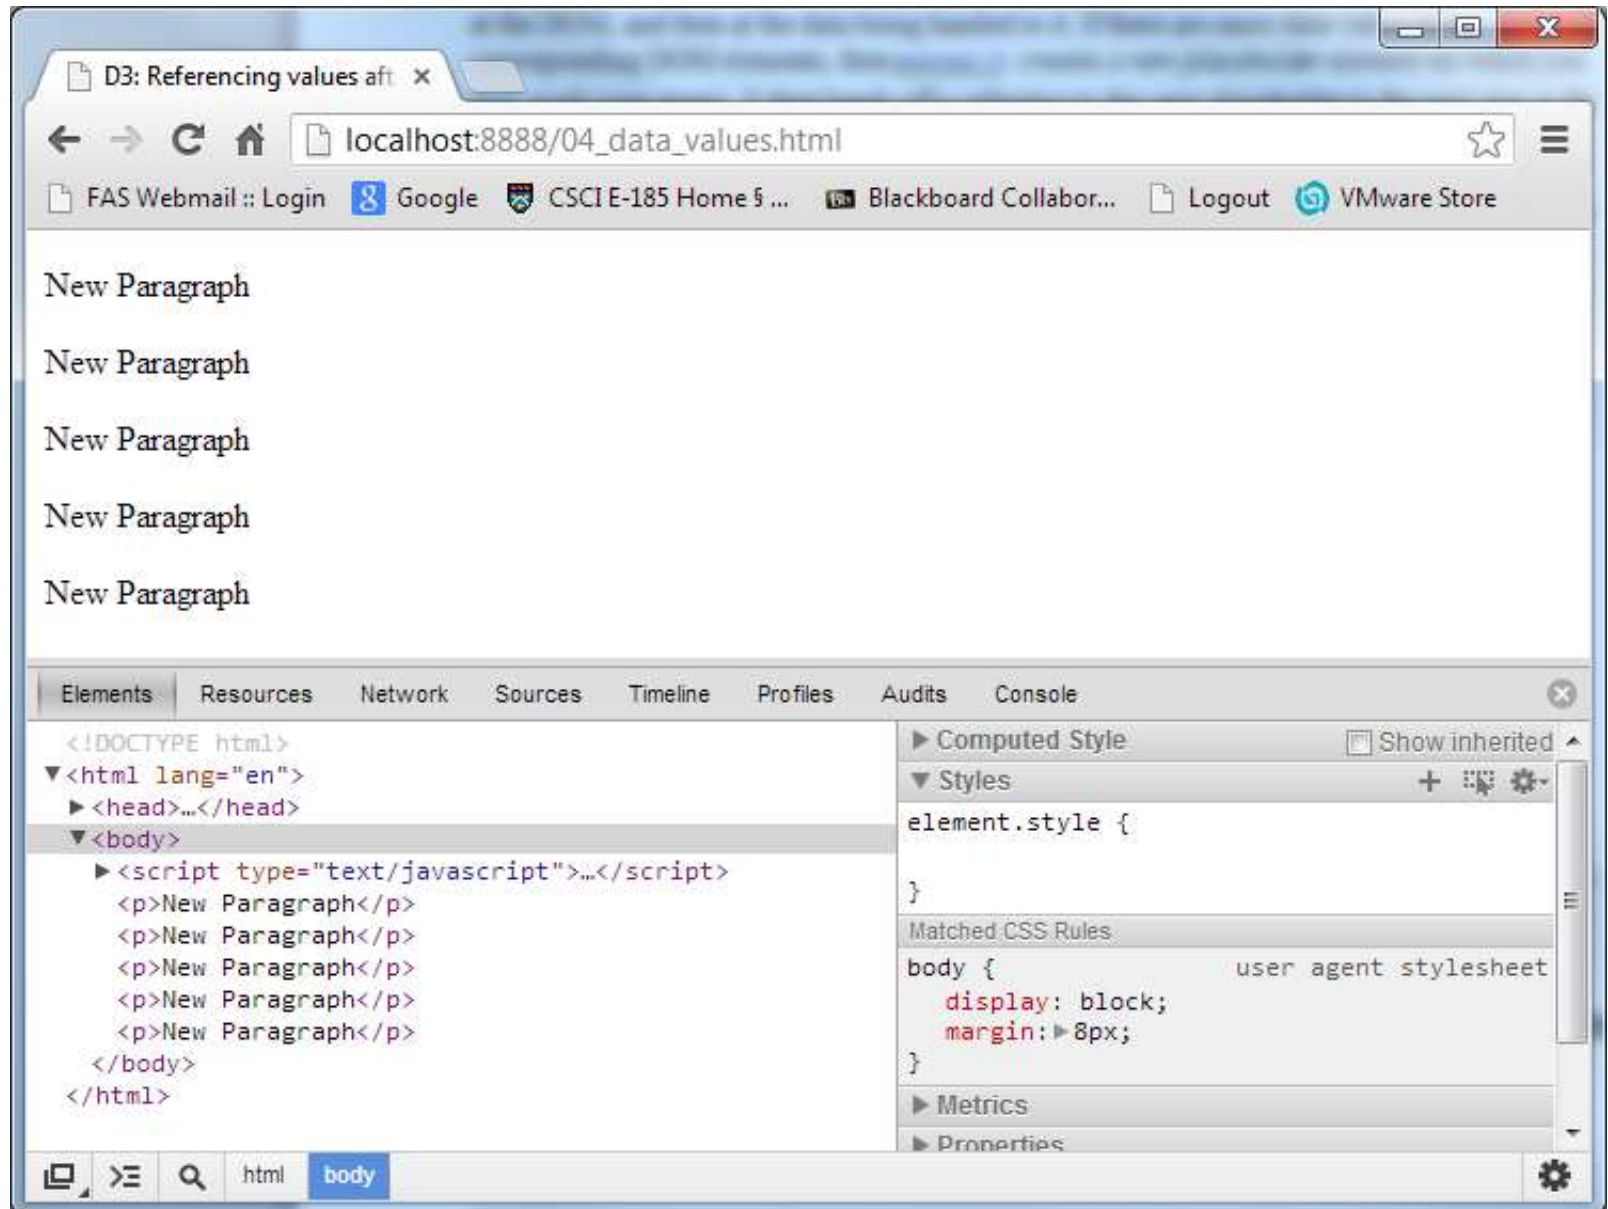 D3: Referencing values aft
localhost:8888/04_data_values.html
FAS Webmail :: Login Google CSCI E-185 Home § ... Blackboard Collabor... Logout VMware Store
New Paragraph
New Paragraph
New Paragraph
New Paragraph
New Paragraph
Elements Resources Network Sources Timeline Profiles Audits Console
<!DOCTYPE html>
<html lang="en">
<head>…</head>
<body>
<script type="text/javascript">…</script>
<p>New Paragraph</p>
<p>New Paragraph</p>
<p>New Paragraph</p>
<p>New Paragraph</p>
<p>New Paragraph</p>
</body>
</html>
Computed Style Show inherited
Styles
element.style {
}
Matched CSS Rules
body { user agent stylesheet
display: block;
margin: 8px;
}
Metrics
Properties
html body